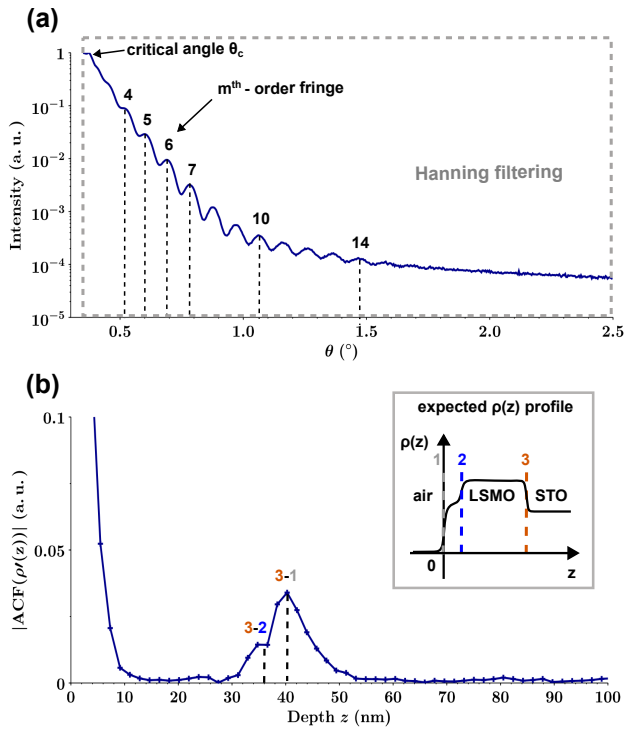 (a)
critical angle θc
mth - order fringe
4
5
6
7
10
14
Hanning filtering
Intensity (a. u.)
1
10⁻¹
10⁻²
10⁻³
10⁻⁴
10⁻⁵
0.5 1.0 1.5 2.0 2.5
θ (°)
(b)
|ACF(ρ′(z))| (a. u.)
0.1
0.05
0
3-2
3-1
0 10 20 30 40 50 60 70 80 90 100
Depth z (nm)
expected ρ(z) profile
ρ(z)
1 2 3
air LSMO STO
0 z